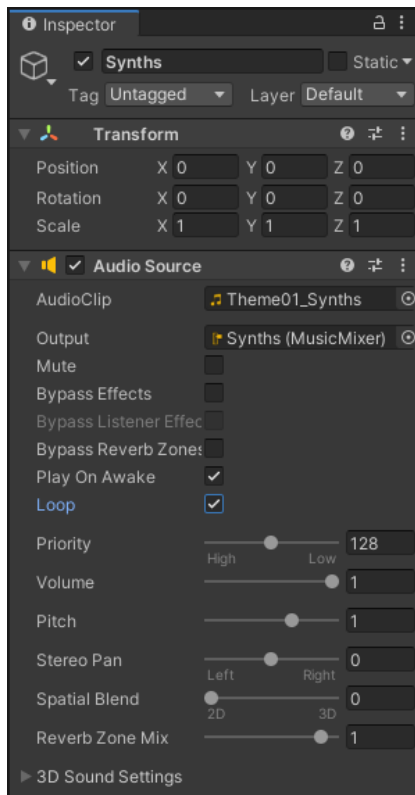 Inspector
Synths Static
Tag Untagged Layer Default
Transform
Position X 0 Y 0 Z 0
Rotation X 0 Y 0 Z 0
Scale X 1 Y 1 Z 1
Audio Source
AudioClip Theme01_Synths
Output Synths (MusicMixer)
Mute
Bypass Effects
Bypass Listener Effec
Bypass Reverb Zones
Play On Awake
Loop
Priority 128
High Low
Volume 1
Pitch 1
Stereo Pan 0
Left Right
Spatial Blend 0
2D 3D
Reverb Zone Mix 1
3D Sound Settings